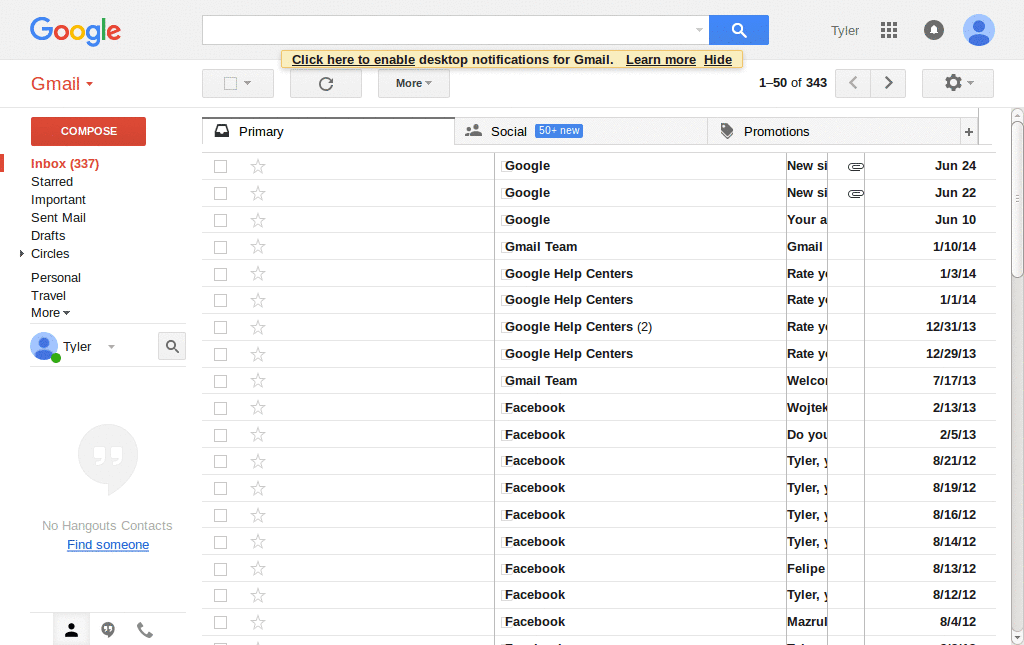 Google
Tyler
Click here to enable desktop notifications for Gmail. Learn more Hide
Gmail
More
1–50 of 343
COMPOSE
Primary
Social 50+ new
Promotions
+
Inbox (337)
Starred
Important
Sent Mail
Drafts
Circles
Personal
Travel
More
Tyler
No Hangouts Contacts
Find someone
Google New si Jun 24
Google New si Jun 22
Google Your a Jun 10
Gmail Team Gmail 1/10/14
Google Help Centers Rate y 1/3/14
Google Help Centers Rate y 1/1/14
Google Help Centers (2) Rate y 12/31/13
Google Help Centers Rate y 12/29/13
Gmail Team Welco 7/17/13
Facebook Wojtek 2/13/13
Facebook Do you 2/5/13
Facebook Tyler, y 8/21/12
Facebook Tyler, y 8/19/12
Facebook Tyler, y 8/16/12
Facebook Tyler, y 8/14/12
Facebook Felipe 8/13/12
Facebook Tyler, y 8/12/12
Facebook Mazrul 8/4/12